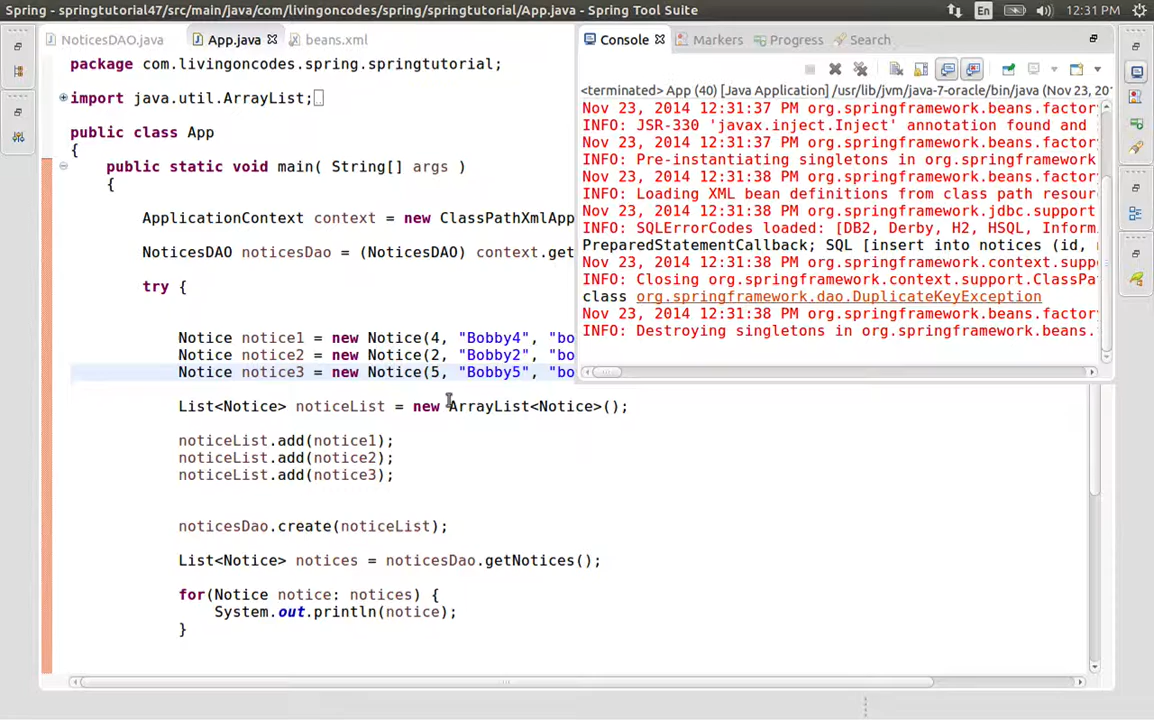 Spring - springtutorial47/src/main/java/com/livingoncodes/spring/springtutorial/App.java - Spring Tool Suite
En
12:31 PM
NoticesDAO.java
App.java
beans.xml
package com.livingoncodes.spring.springtutorial;
import java.util.ArrayList;
public class App
{
public static void main( String[] args )
{
ApplicationContext context = new ClassPathXmlApp
NoticesDAO noticesDao = (NoticesDAO) context.get
try {
Notice notice1 = new Notice(4, "Bobby4", "bo
Notice notice2 = new Notice(2, "Bobby2", "bo
Notice notice3 = new Notice(5, "Bobby5", "bo
List<Notice> noticeList = new ArrayList<Notice>();
noticeList.add(notice1);
noticeList.add(notice2);
noticeList.add(notice3);
noticesDao.create(noticeList);
List<Notice> notices = noticesDao.getNotices();
for(Notice notice: notices) {
System.out.println(notice);
}
Console
Markers
Progress
Search
<terminated> App (40) [Java Application] /usr/lib/jvm/java-7-oracle/bin/java (Nov 23, 20
Nov 23, 2014 12:31:37 PM org.springframework.beans.factory
INFO: JSR-330 'javax.inject.Inject' annotation found and
Nov 23, 2014 12:31:37 PM org.springframework.beans.factory
INFO: Pre-instantiating singletons in org.springframework
Nov 23, 2014 12:31:38 PM org.springframework.beans.factory
INFO: Loading XML bean definitions from class path resour
Nov 23, 2014 12:31:38 PM org.springframework.jdbc.support
INFO: SQLErrorCodes loaded: [DB2, Derby, H2, HSQL, Inform
PreparedStatementCallback; SQL [insert into notices (id,
Nov 23, 2014 12:31:38 PM org.springframework.context.supp
INFO: Closing org.springframework.context.support.ClassPa
class org.springframework.dao.DuplicateKeyException
Nov 23, 2014 12:31:38 PM org.springframework.beans.factor
INFO: Destroying singletons in org.springframework.beans.